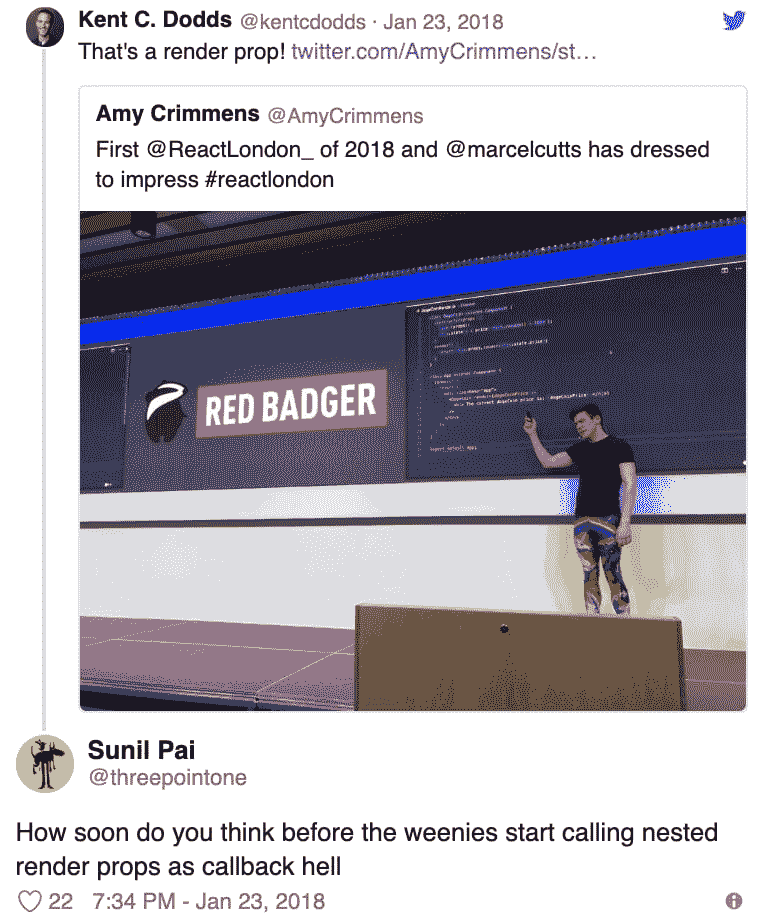 Kent C. Dodds @kentcdodds · Jan 23, 2018
That's a render prop! twitter.com/AmyCrimmens/st…
Amy Crimmens @AmyCrimmens
First @ReactLondon_ of 2018 and @marcelcutts has dressed
to impress #reactlondon
RED BADGER
Sunil Pai
@threepointone
How soon do you think before the weenies start calling nested
render props as callback hell
22 7:34 PM - Jan 23, 2018